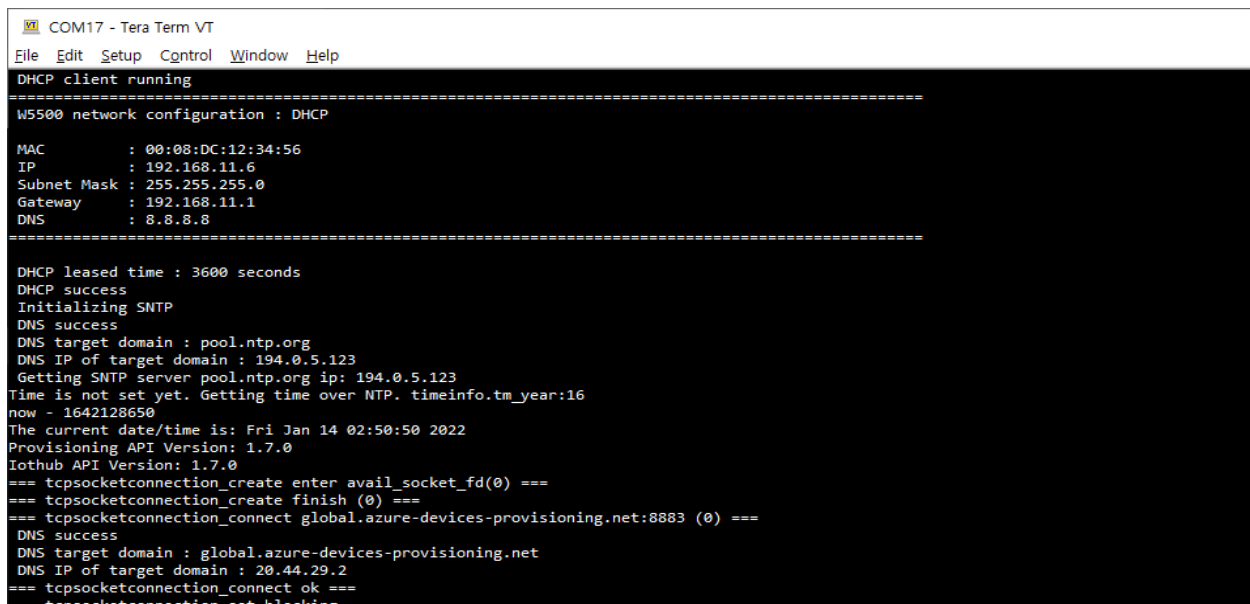 COM17 - Tera Term VT
File Edit Setup Control Window Help
DHCP client running
====================================================================================================
W5500 network configuration : DHCP
MAC : 00:08:DC:12:34:56
IP : 192.168.11.6
Subnet Mask : 255.255.255.0
Gateway : 192.168.11.1
DNS : 8.8.8.8
====================================================================================================
DHCP leased time : 3600 seconds
DHCP success
Initializing SNTP
DNS success
DNS target domain : pool.ntp.org
DNS IP of target domain : 194.0.5.123
Getting SNTP server pool.ntp.org ip: 194.0.5.123
Time is not set yet. Getting time over NTP. timeinfo.tm_year:16
now - 1642128650
The current date/time is: Fri Jan 14 02:50:50 2022
Provisioning API Version: 1.7.0
Iothub API Version: 1.7.0
=== tcpsocketconnection_create enter avail_socket_fd(0) ===
=== tcpsocketconnection_create finish (0) ===
=== tcpsocketconnection_connect global.azure-devices-provisioning.net:8883 (0) ===
DNS success
DNS target domain : global.azure-devices-provisioning.net
DNS IP of target domain : 20.44.29.2
=== tcpsocketconnection_connect ok ===